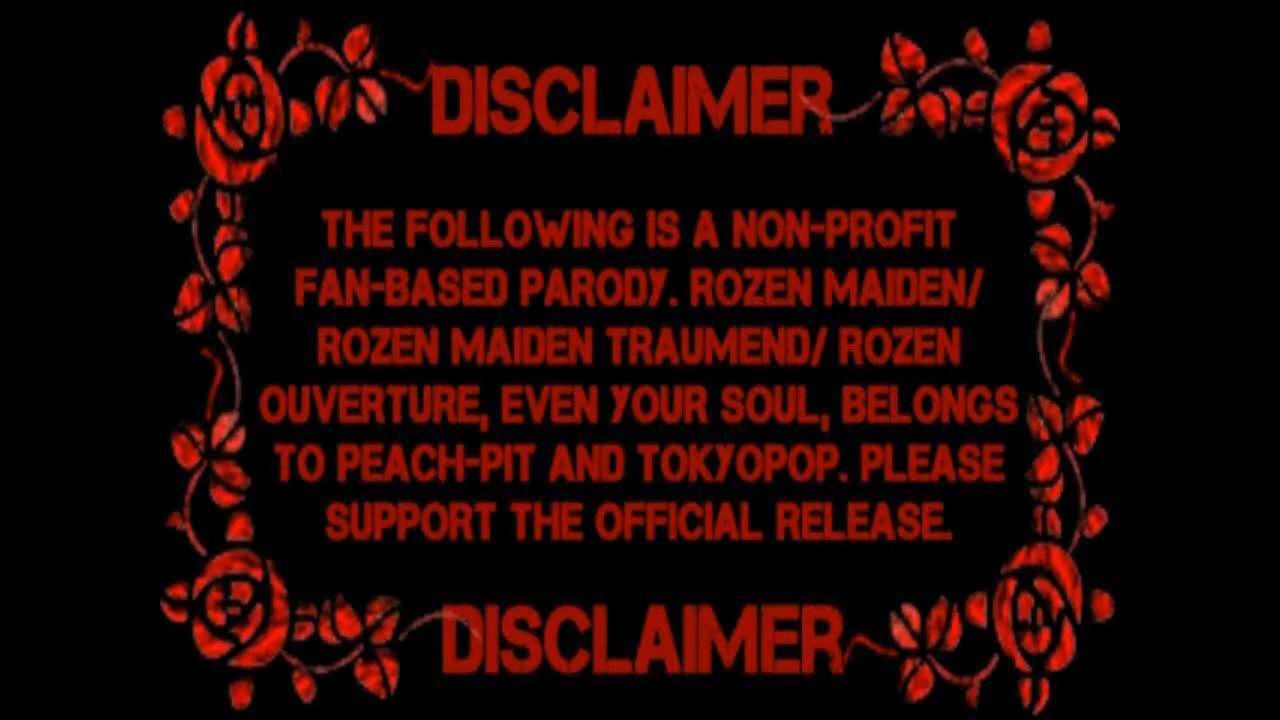 DISCLAIMER
THE FOLLOWING IS A NON-PROFIT
FAN-BASED PARODY. ROZEN MAIDEN/
ROZEN MAIDEN TRAUMEND/ ROZEN
OUVERTURE, EVEN YOUR SOUL, BELONGS
TO PEACH-PIT AND TOKYOPOP. PLEASE
SUPPORT THE OFFICIAL RELEASE.
DISCLAIMER